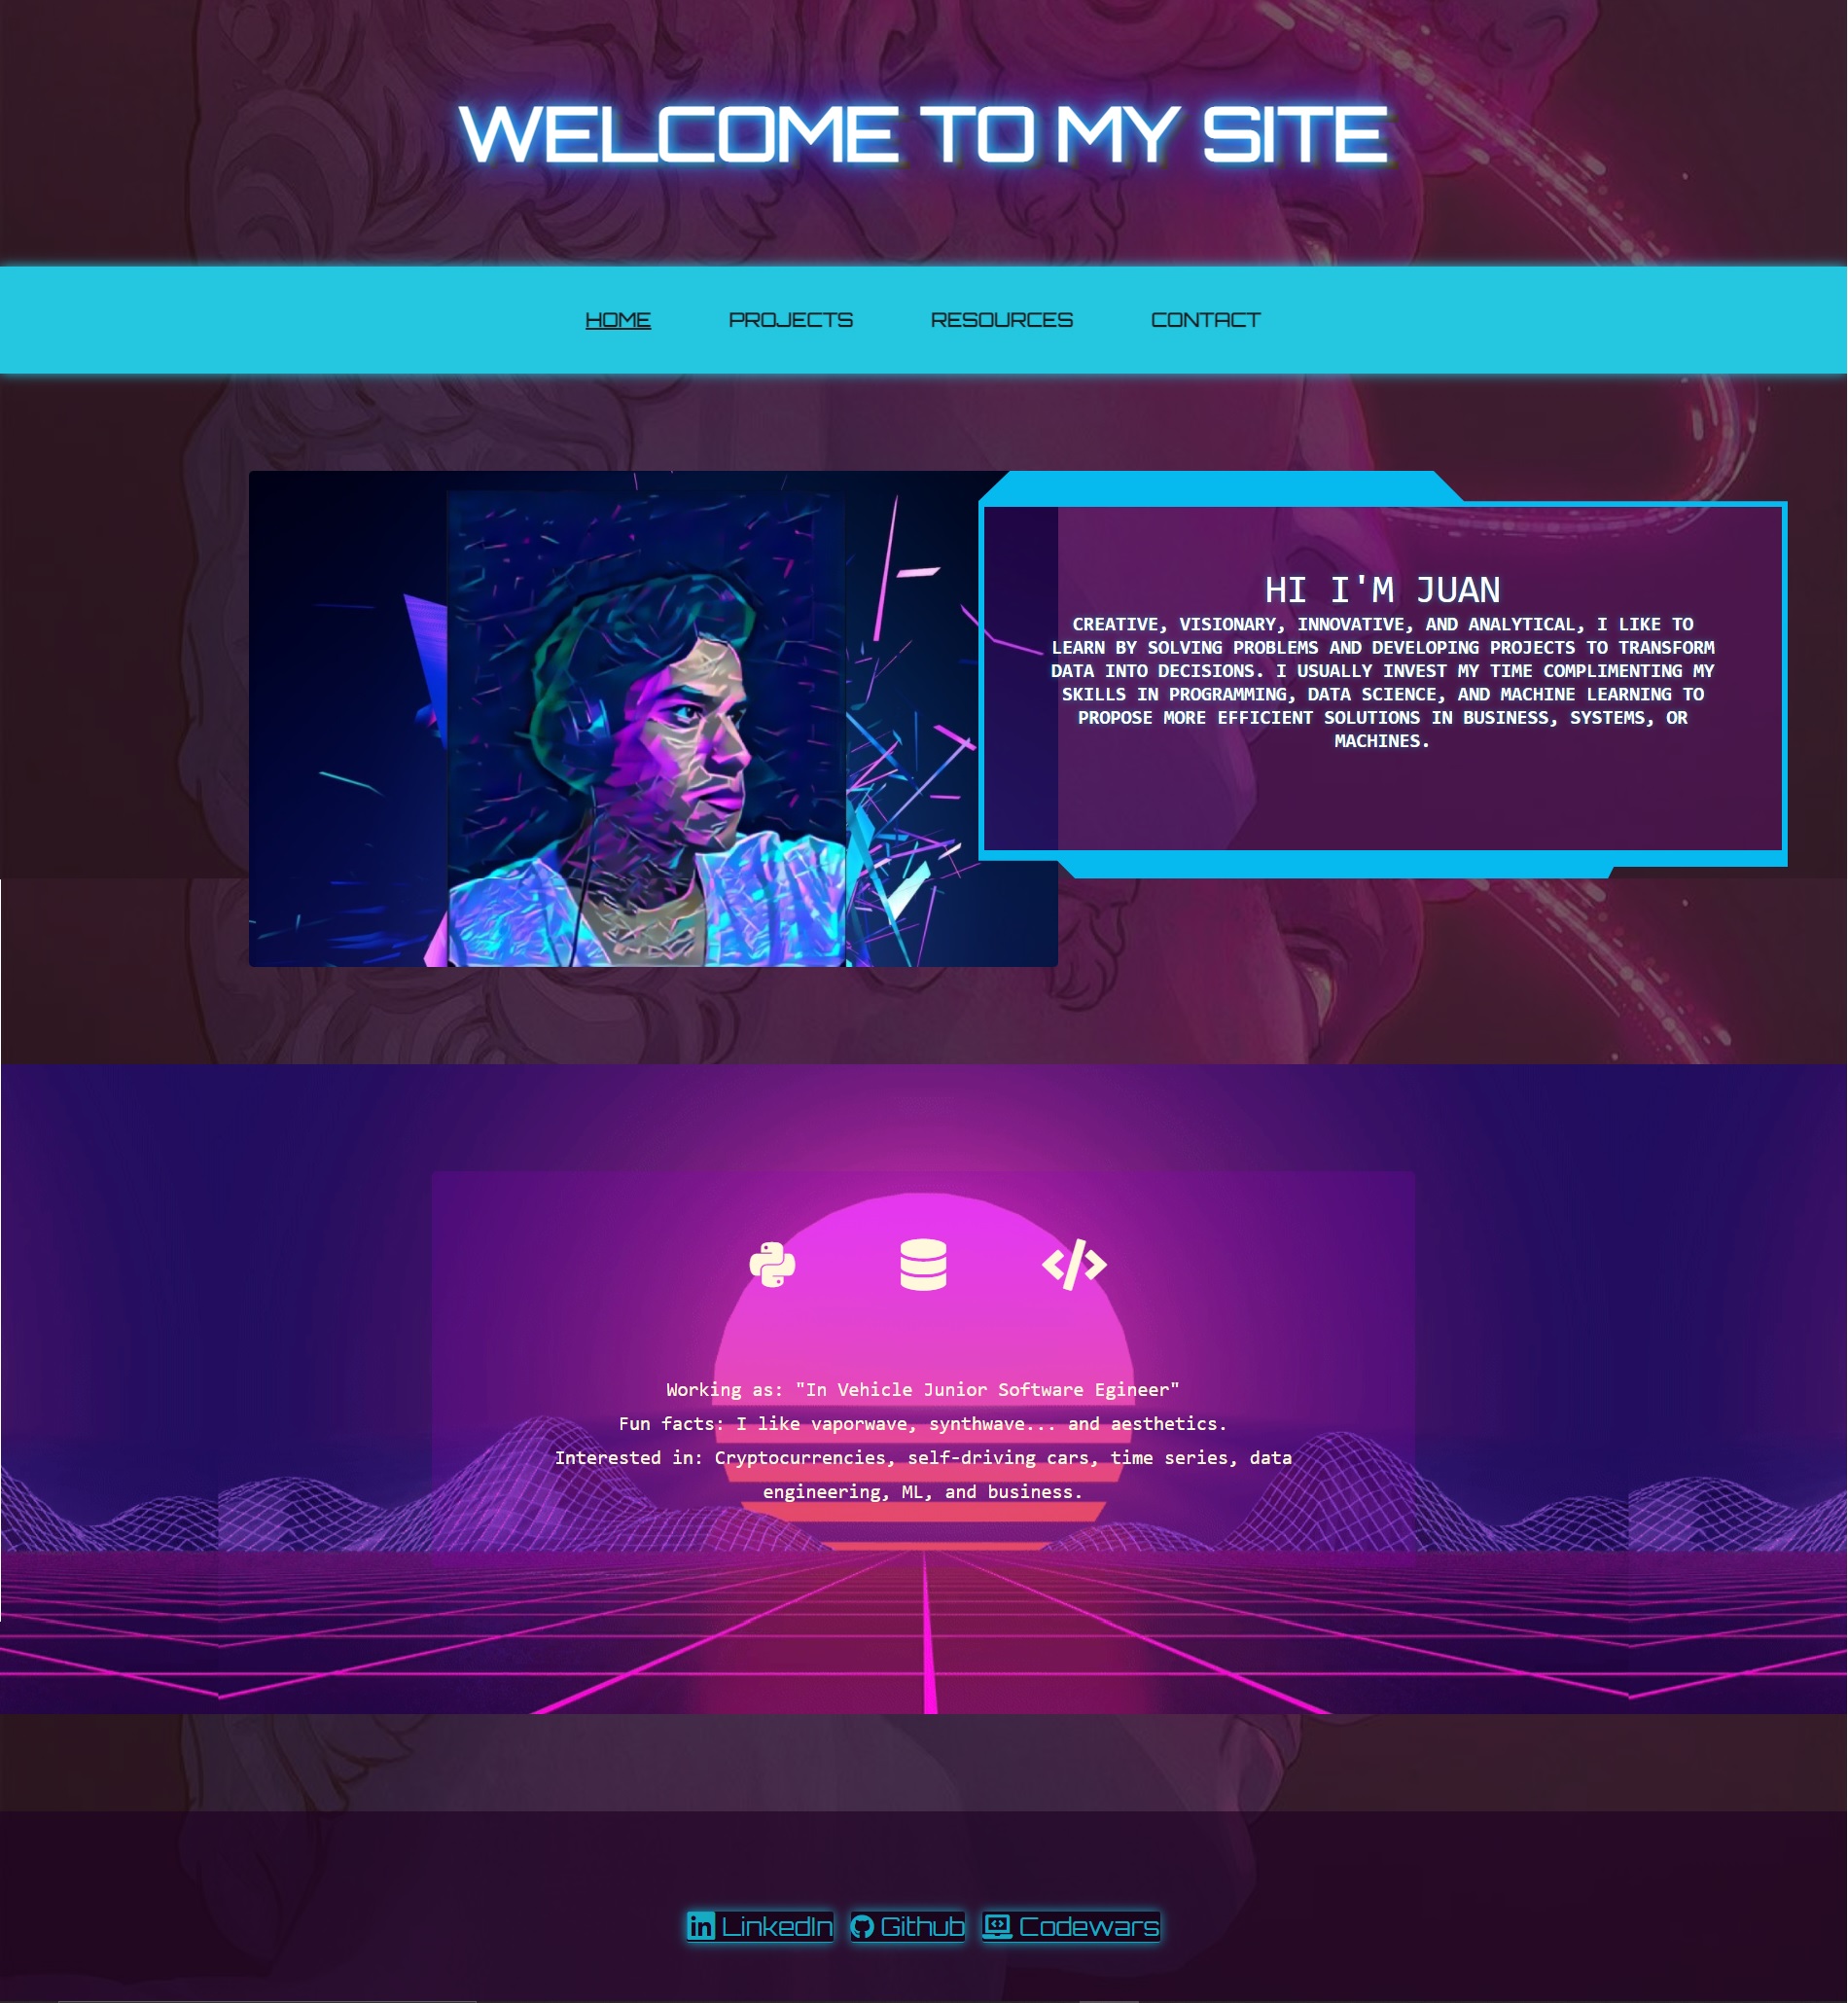 WELCOME TO MY SITE
HOME PROJECTS RESOURCES CONTACT
HI I'M JUAN
CREATIVE, VISIONARY, INNOVATIVE, AND ANALYTICAL, I LIKE TO
LEARN BY SOLVING PROBLEMS AND DEVELOPING PROJECTS TO TRANSFORM
DATA INTO DECISIONS. I USUALLY INVEST MY TIME COMPLIMENTING MY
SKILLS IN PROGRAMMING, DATA SCIENCE, AND MACHINE LEARNING TO
PROPOSE MORE EFFICIENT SOLUTIONS IN BUSINESS, SYSTEMS, OR
MACHINES.
Working as: "In Vehicle Junior Software Egineer"
Fun facts: I like vaporwave, synthwave... and aesthetics.
Interested in: Cryptocurrencies, self-driving cars, time series, data
engineering, ML, and business.
LinkedIn Github Codewars